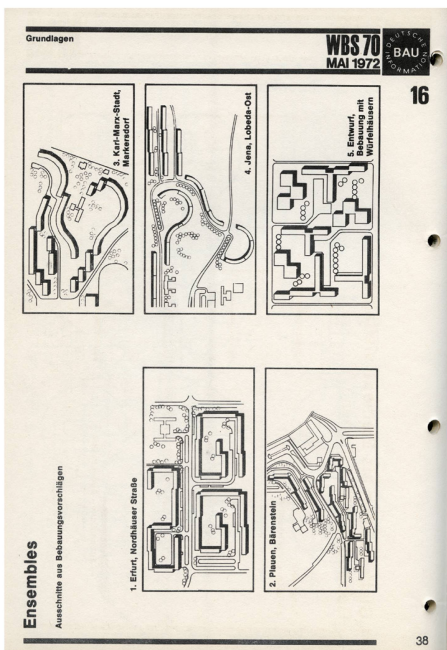 Grundlagen
WBS 70
MAI 1972
DEUTSCHE
BAU
INFORMATION
16
Ensembles
Ausschnitte aus Bebauungsvorschlägen
1. Erfurt, Nordhäuser Straße
2. Plauen, Bärenstein
3. Karl-Marx-Stadt,
Markersdorf
4. Jena, Lobeda-Ost
5. Entwurf,
Bebauung mit
Würfelhäusern
38